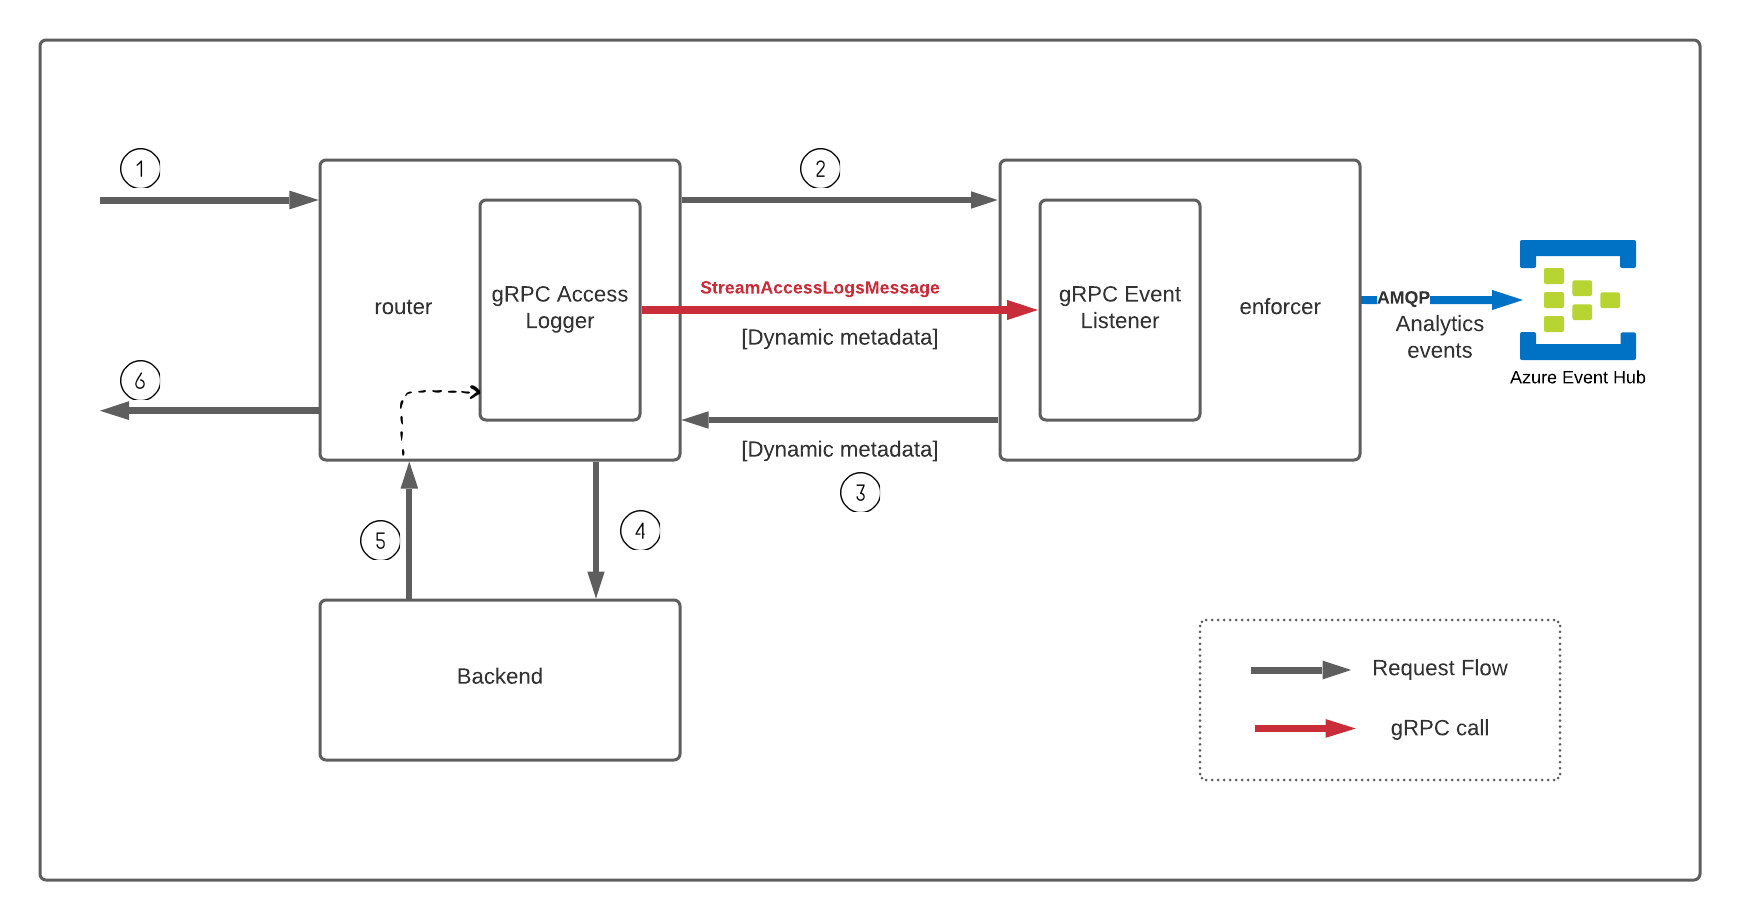 1
2
router
gRPC Access
Logger
StreamAccessLogsMessage
[Dynamic metadata]
gRPC Event
Listener
enforcer
AMQP
Analytics
events
Azure Event Hub
6
[Dynamic metadata]
3
5
4
Backend
Request Flow
gRPC call